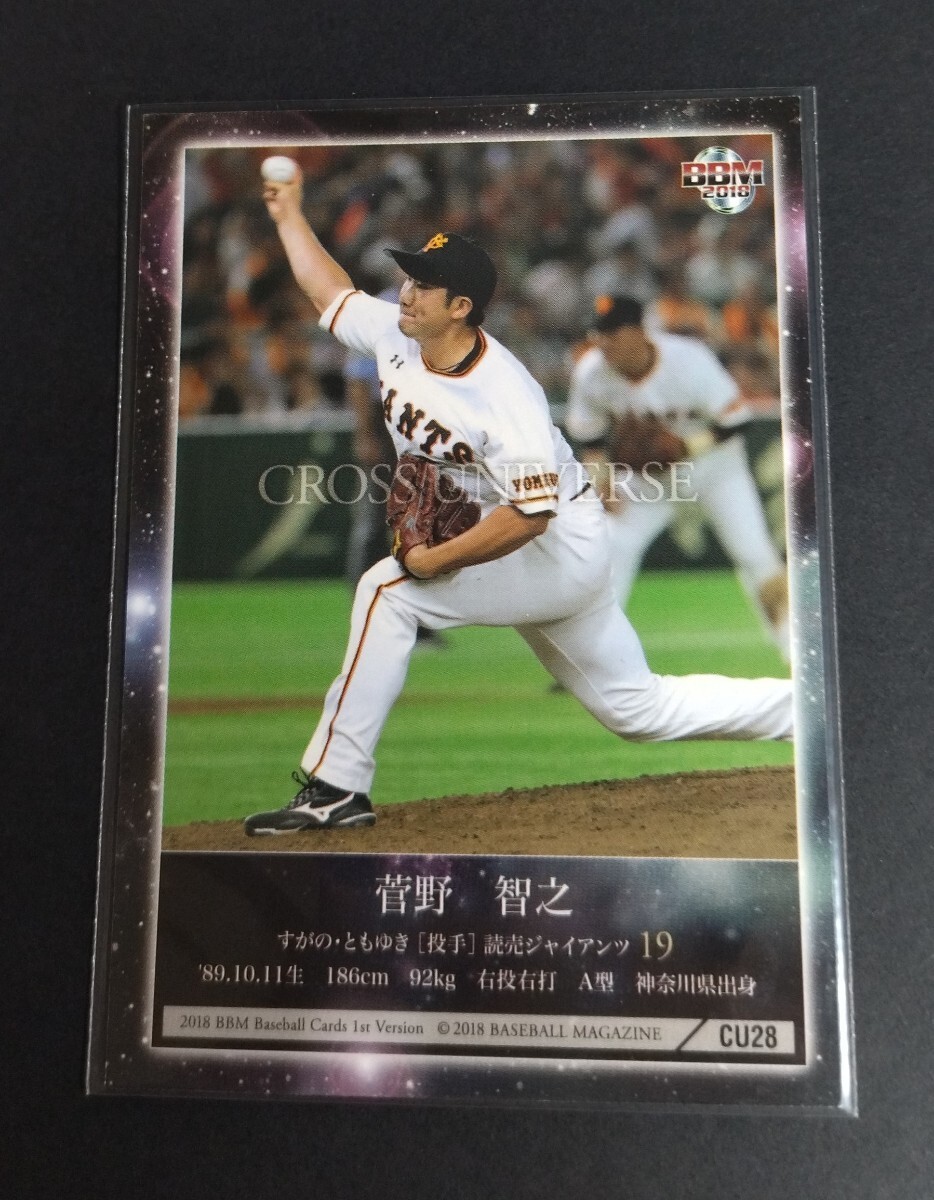 BBM
2018
GIANTS
YOMIURI
CROSS UNIVERSE
菅野 智之
すがの・ともゆき［投手］読売ジャイアンツ 19
'89.10.11生 186cm 92kg 右投右打 A型 神奈川県出身
2018 BBM Baseball Cards 1st Version © 2018 BASEBALL MAGAZINE
CU28